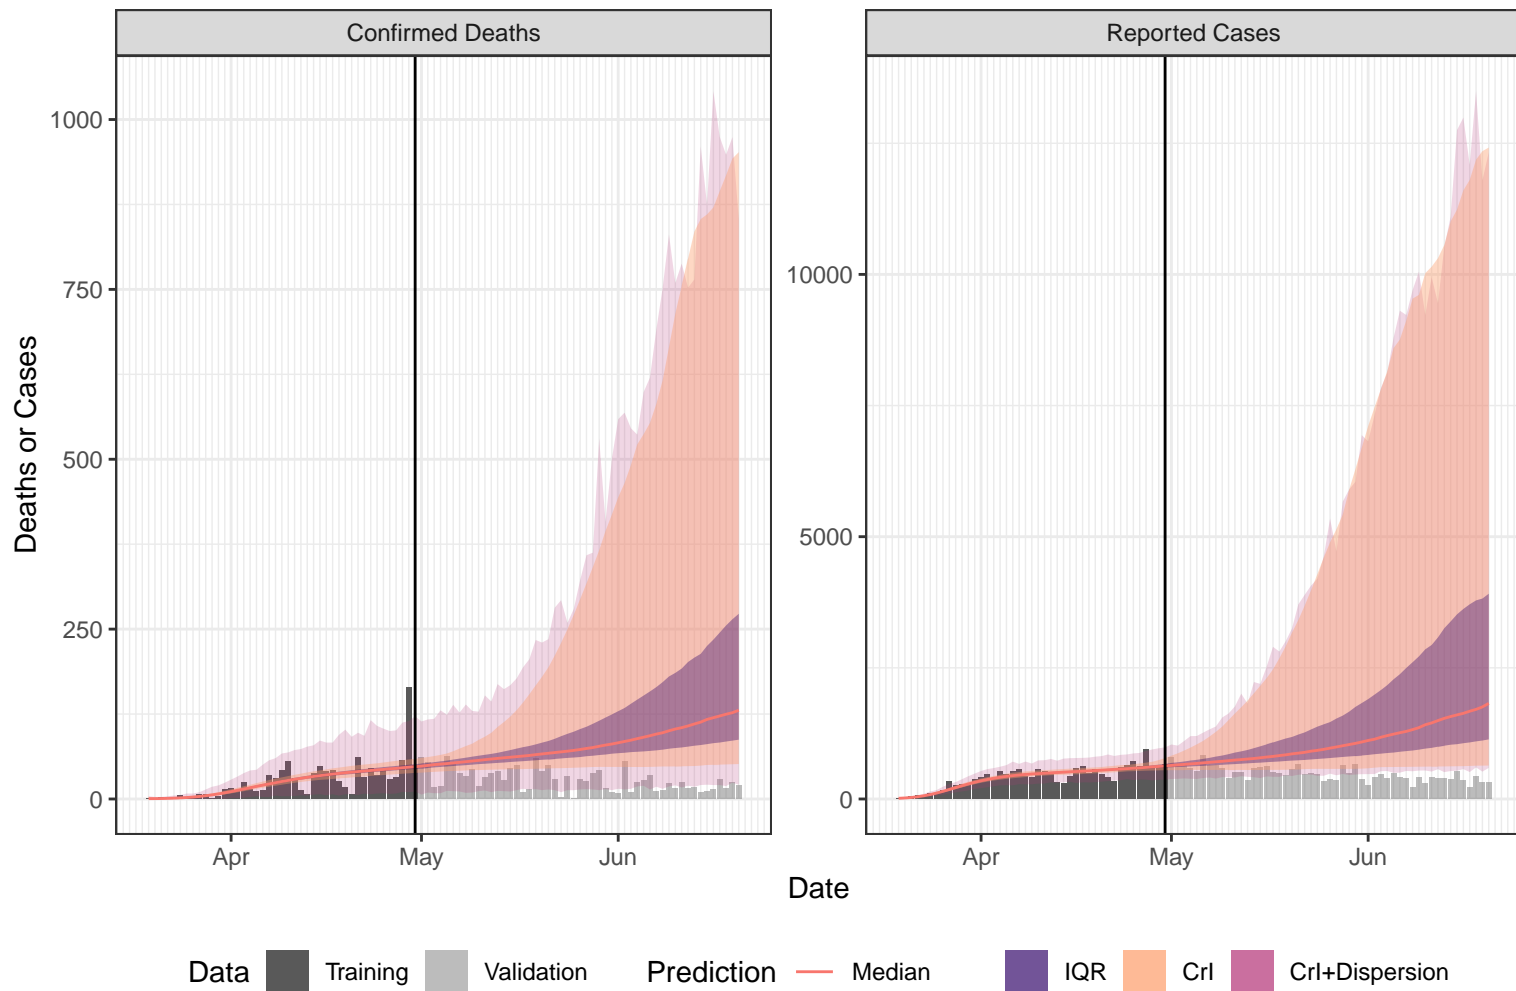 Confirmed Deaths
Reported Cases
Deaths or Cases
1000
750
500
250
0
10000
5000
0
Apr
May
Jun
Apr
May
Jun
Date
Data Training Validation Prediction Median IQR CrI CrI+Dispersion